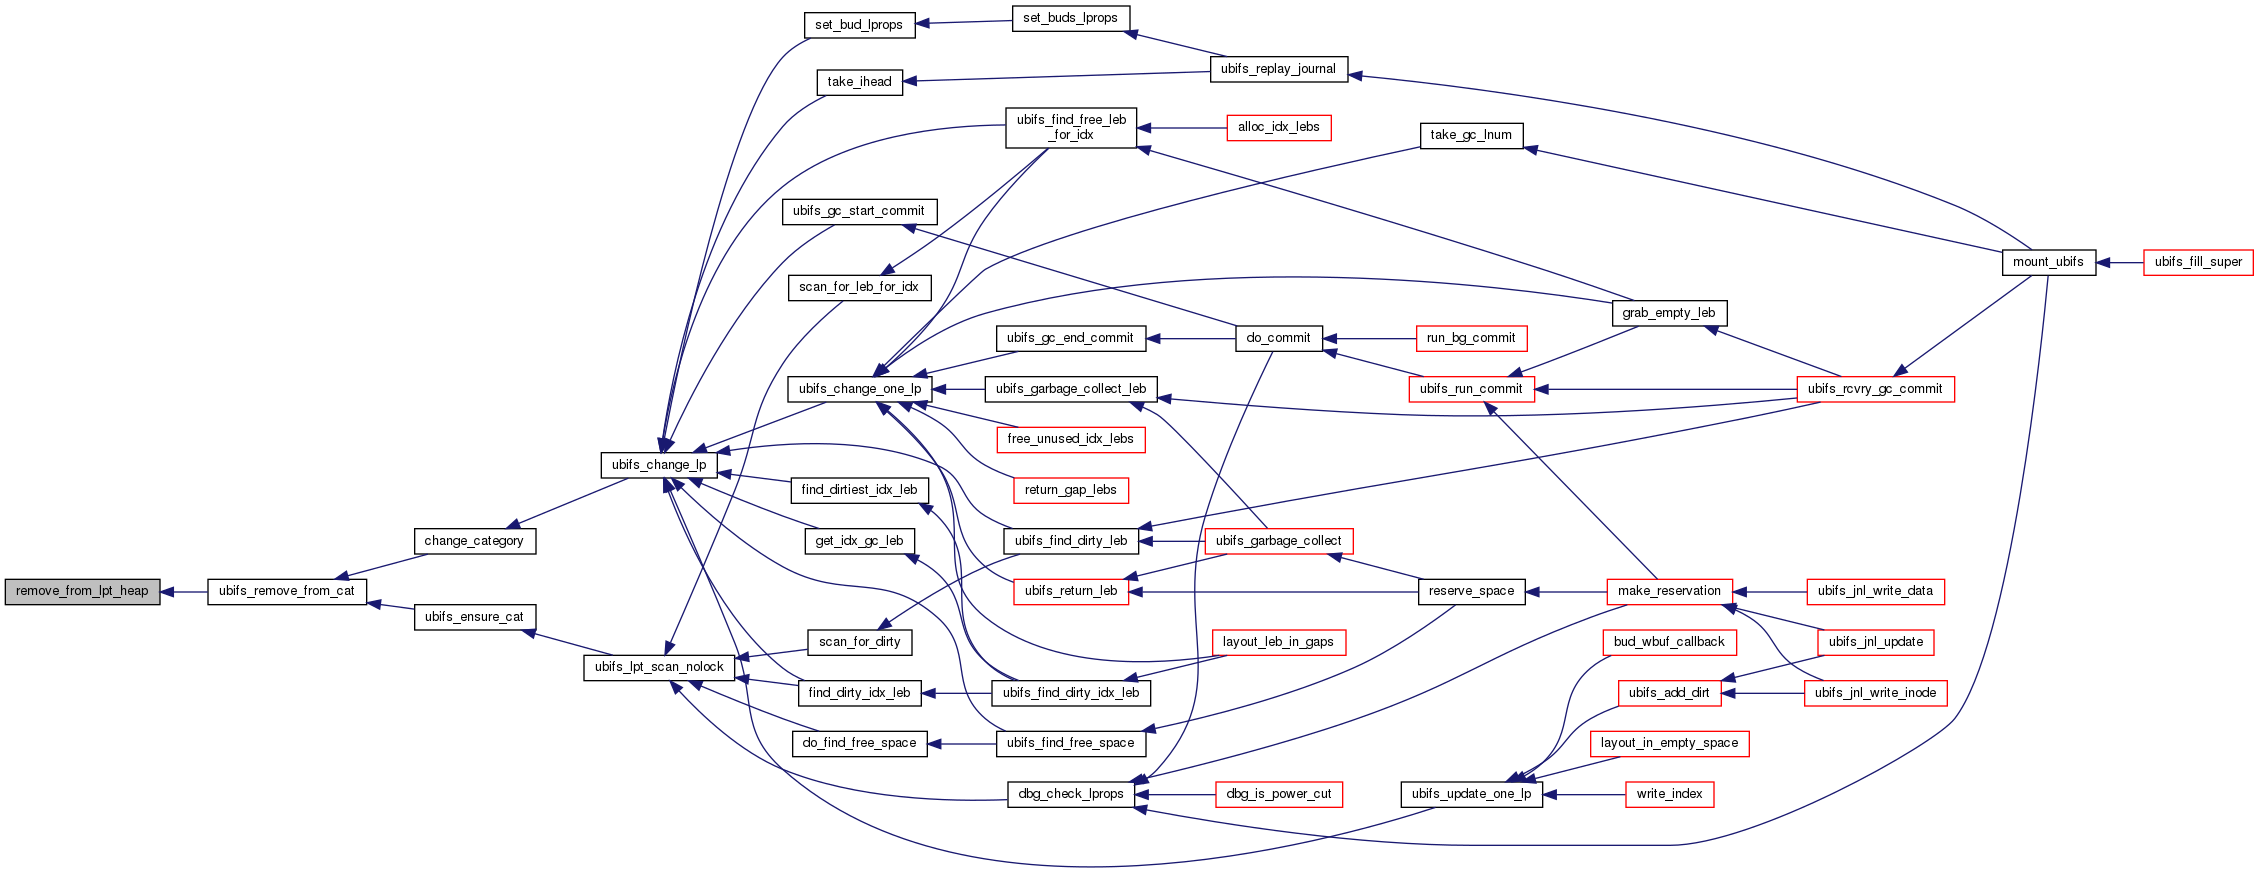 set_bud_lprops
set_buds_lprops
ubifs_replay_journal
take_ihead
ubifs_find_free_leb
_for_idx
alloc_idx_lebs
take_gc_lnum
ubifs_gc_start_commit
mount_ubifs
ubifs_fill_super
scan_for_leb_for_idx
grab_empty_leb
ubifs_gc_end_commit
do_commit
run_bg_commit
ubifs_change_one_lp
ubifs_garbage_collect_leb
ubifs_run_commit
ubifs_rcvry_gc_commit
free_unused_idx_lebs
ubifs_change_lp
find_dirtiest_idx_leb
return_gap_lebs
change_category
get_idx_gc_leb
ubifs_find_dirty_leb
ubifs_garbage_collect
remove_from_lpt_heap
ubifs_remove_from_cat
ubifs_return_leb
reserve_space
make_reservation
ubifs_jnl_write_data
ubifs_ensure_cat
scan_for_dirty
layout_leb_in_gaps
bud_wbuf_callback
ubifs_jnl_update
ubifs_lpt_scan_nolock
find_dirty_idx_leb
ubifs_find_dirty_idx_leb
ubifs_add_dirt
ubifs_jnl_write_inode
do_find_free_space
ubifs_find_free_space
layout_in_empty_space
dbg_check_lprops
dbg_is_power_cut
ubifs_update_one_lp
write_index